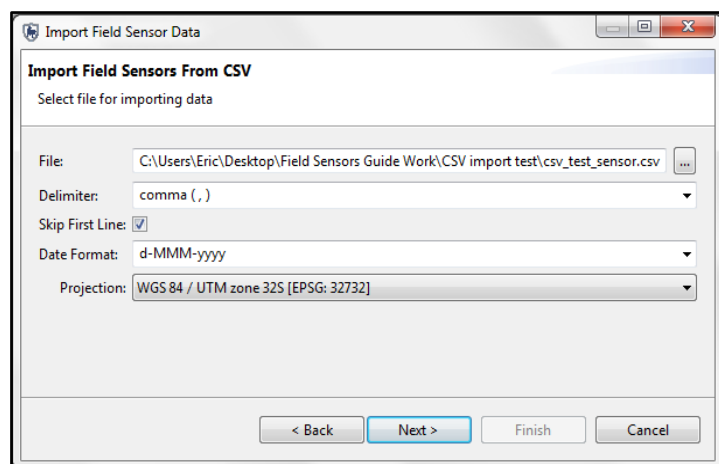 Import Field Sensor Data
Import Field Sensors From CSV
Select file for importing data
File: C:\Users\Eric\Desktop\Field Sensors Guide Work\CSV import test\csv_test_sensor.csv ...
Delimiter: comma ( , )
Skip First Line:
Date Format: d-MMM-yyyy
Projection: WGS 84 / UTM zone 32S [EPSG: 32732]
< Back Next > Finish Cancel